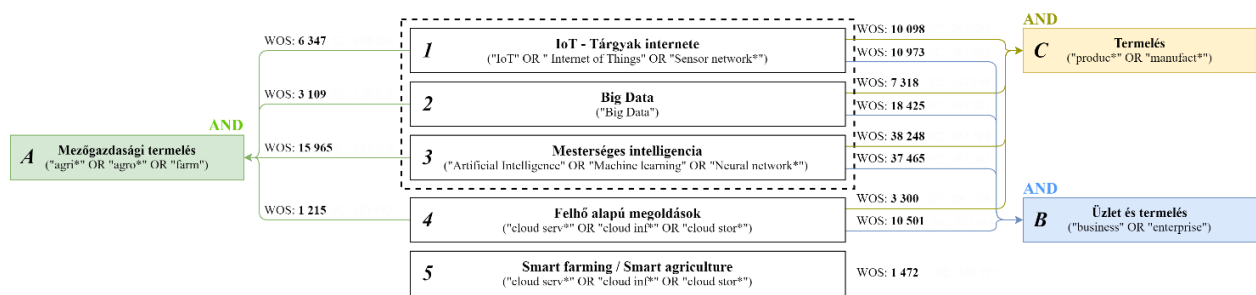 AND
A
Mezőgazdasági termelés
("agri*" OR "agro*" OR "farm")
WOS: 6 347
WOS: 3 109
WOS: 15 965
WOS: 1 215
1
IoT - Tárgyak internete
("IoT" OR " Internet of Things" OR "Sensor network*")
2
Big Data
("Big Data")
3
Mesterséges intelligencia
("Artificial Intelligence" OR "Machine learning" OR "Neural network*")
4
Felhő alapú megoldások
("cloud serv*" OR "cloud inf*" OR "cloud stor*")
5
Smart farming / Smart agriculture
("cloud serv*" OR "cloud inf*" OR "cloud stor*")
WOS: 10 098
WOS: 10 973
WOS: 7 318
WOS: 18 425
WOS: 38 248
WOS: 37 465
WOS: 3 300
WOS: 10 501
WOS: 1 472
AND
C
Termelés
("produc*" OR "manufact*")
AND
B
Üzlet és termelés
("business" OR "enterprise")